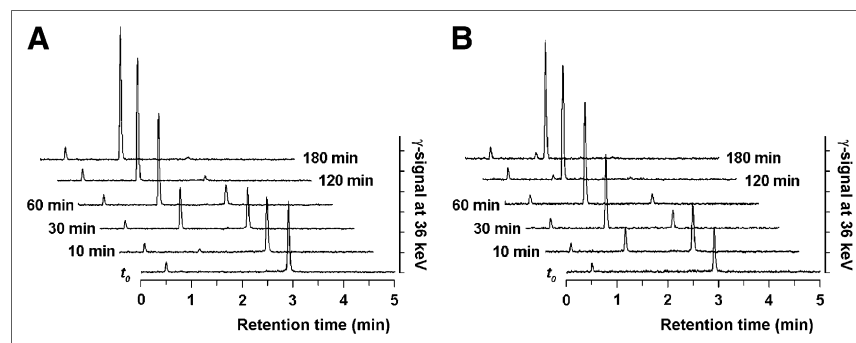 A
180 min
120 min
60 min
30 min
10 min
t0
0 1 2 3 4 5
Retention time (min)
γ-signal at 36 keV
B
180 min
120 min
60 min
30 min
10 min
t0
0 1 2 3 4 5
Retention time (min)
γ-signal at 36 keV